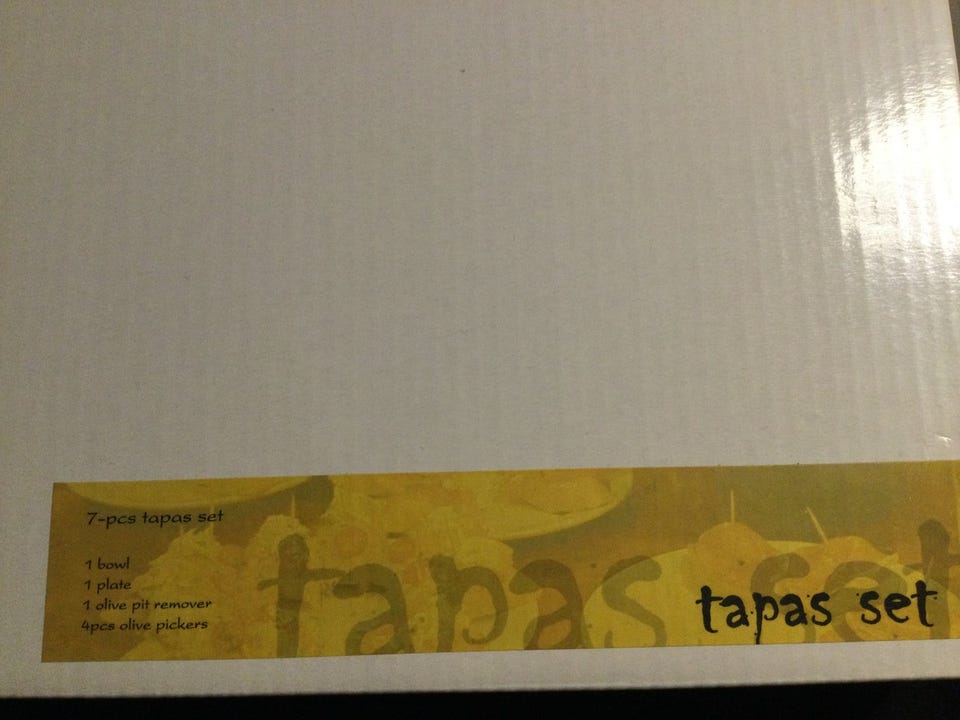 7-pcs tapas set
1 bowl
1 plate
1 olive pit remover
4pcs olive pickers
tapas set
tapas set